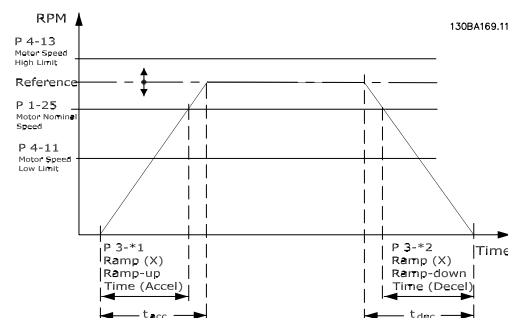 RPM
130BA169.11
P 4-13
Motor Speed
High Limit
Reference
P 1-25
Motor Nominal
Speed
P 4-11
Motor Speed
Low Limit
P 3-*1
Ramp (X)
Ramp-up
Time (Accel)
P 3-*2
Ramp (X)
Ramp-down
Time (Decel)
Time
tacc
tdec